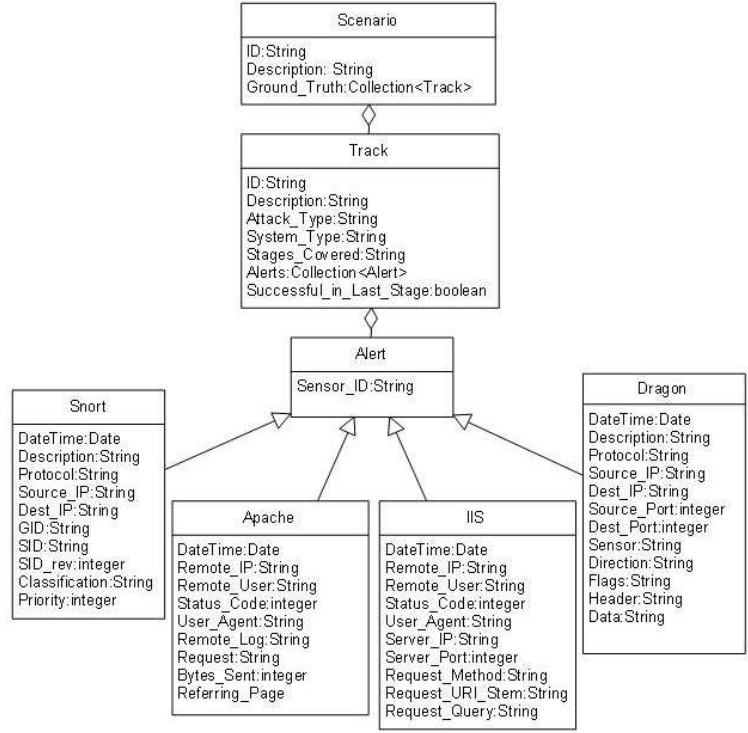 Scenario
ID:String
Description: String
Ground_Truth:Collection<Track>
Track
ID:String
Description:String
Attack_Type:String
System_Type:String
Stages_Covered:String
Alerts:Collection<Alert>
Successful_in_Last_Stage:boolean
Alert
Sensor_ID:String
Snort
DateTime:Date
Description:String
Protocol:String
Source_IP:String
Dest_IP:String
GID:String
SID:String
SID_rev:integer
Classification:String
Priority:integer
Apache
DateTime:Date
Remote_IP:String
Remote_User:String
Status_Code:integer
User_Agent:String
Remote_Log:String
Request:String
Bytes_Sent:integer
Referring_Page
IIS
DateTime:Date
Remote_IP:String
Remote_User:String
Status_Code:integer
User_Agent:String
Server_IP:String
Server_Port:integer
Request_Method:String
Request_URI_Stem:String
Request_Query:String
Dragon
DateTime:Date
Description:String
Protocol:String
Source_IP:String
Dest_IP:String
Source_Port:integer
Dest_Port:integer
Sensor:String
Direction:String
Flags:String
Header:String
Data:String